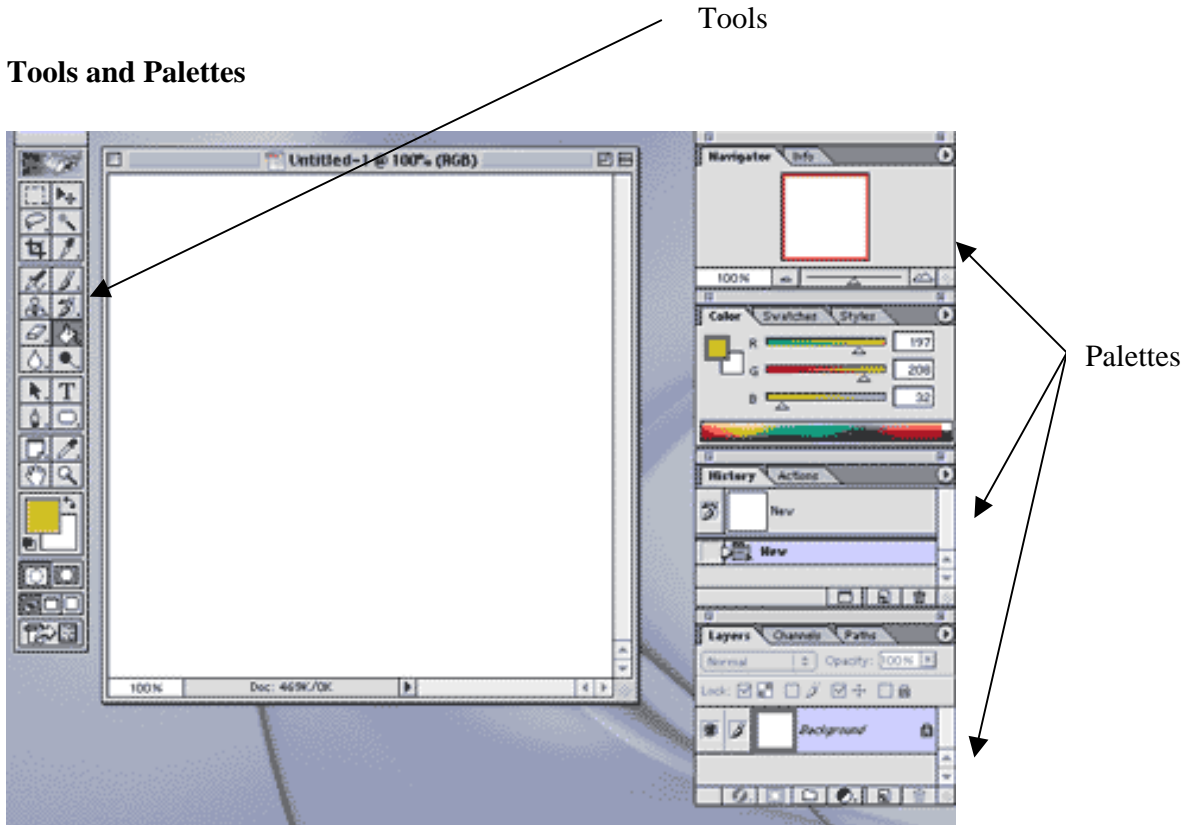 Tools
Tools and Palettes
Untitled-1 @ 100% (RGB)
Navigator Info
100%
Color Swatches Styles
R 197
G 208
B 32
Palettes
History Actions
New
New
T
Layers Channels Paths
Normal Opacity: 100%
Lock:
Background
100% Doc: 469K/0K